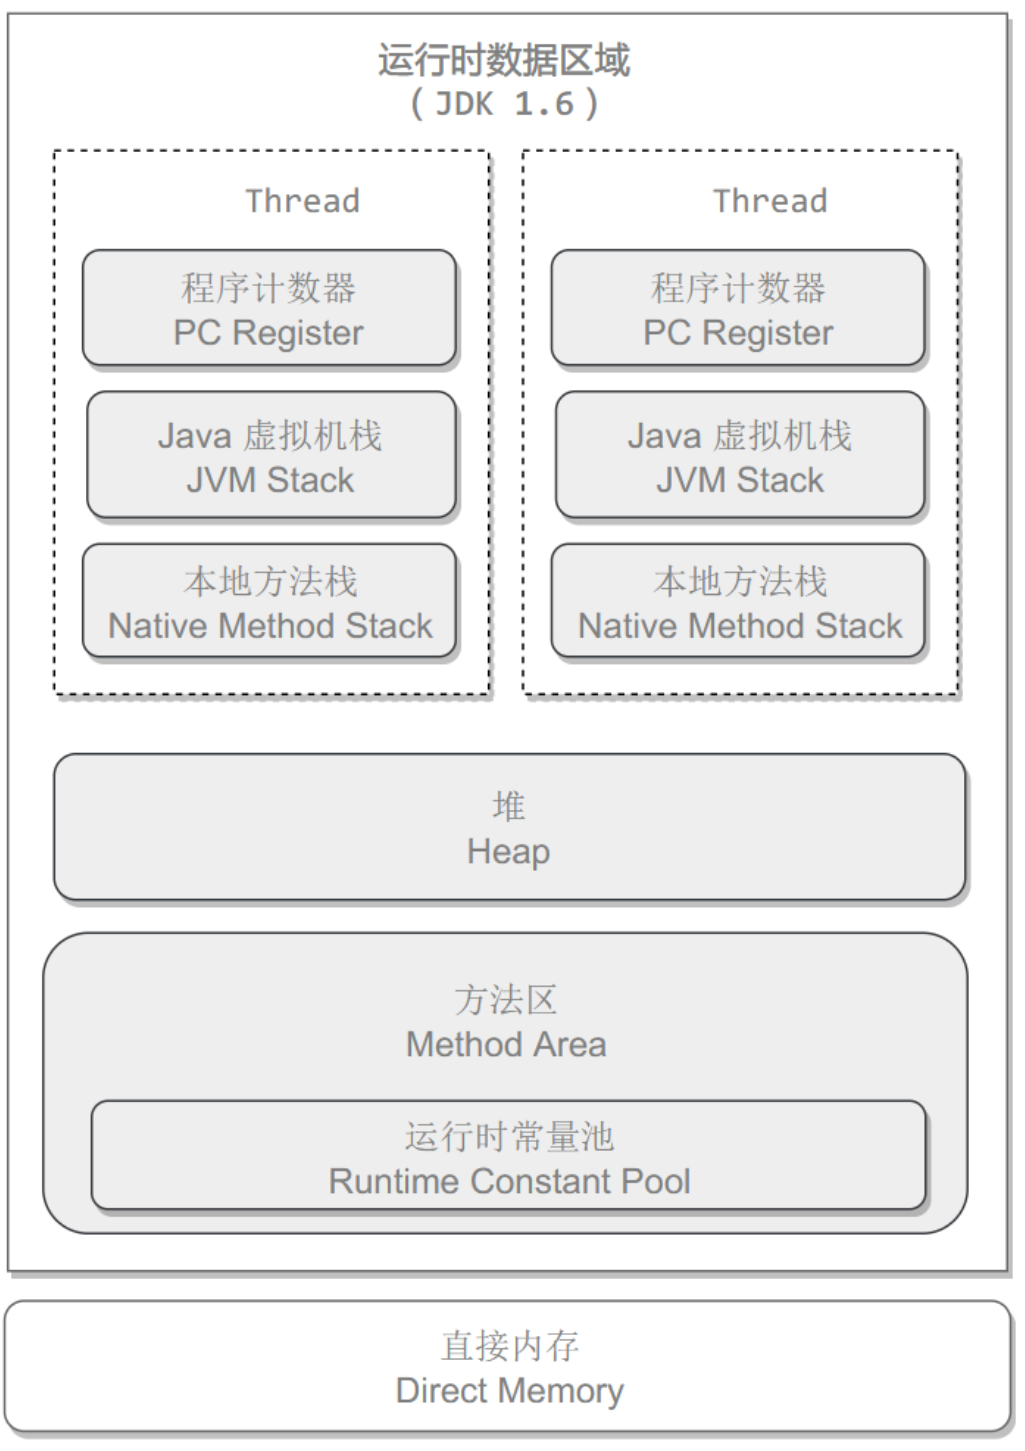 运行时数据区域
( JDK 1.6 )
Thread
程序计数器
PC Register
Java 虚拟机栈
JVM Stack
本地方法栈
Native Method Stack
Thread
程序计数器
PC Register
Java 虚拟机栈
JVM Stack
本地方法栈
Native Method Stack
堆
Heap
方法区
Method Area
运行时常量池
Runtime Constant Pool
直接内存
Direct Memory